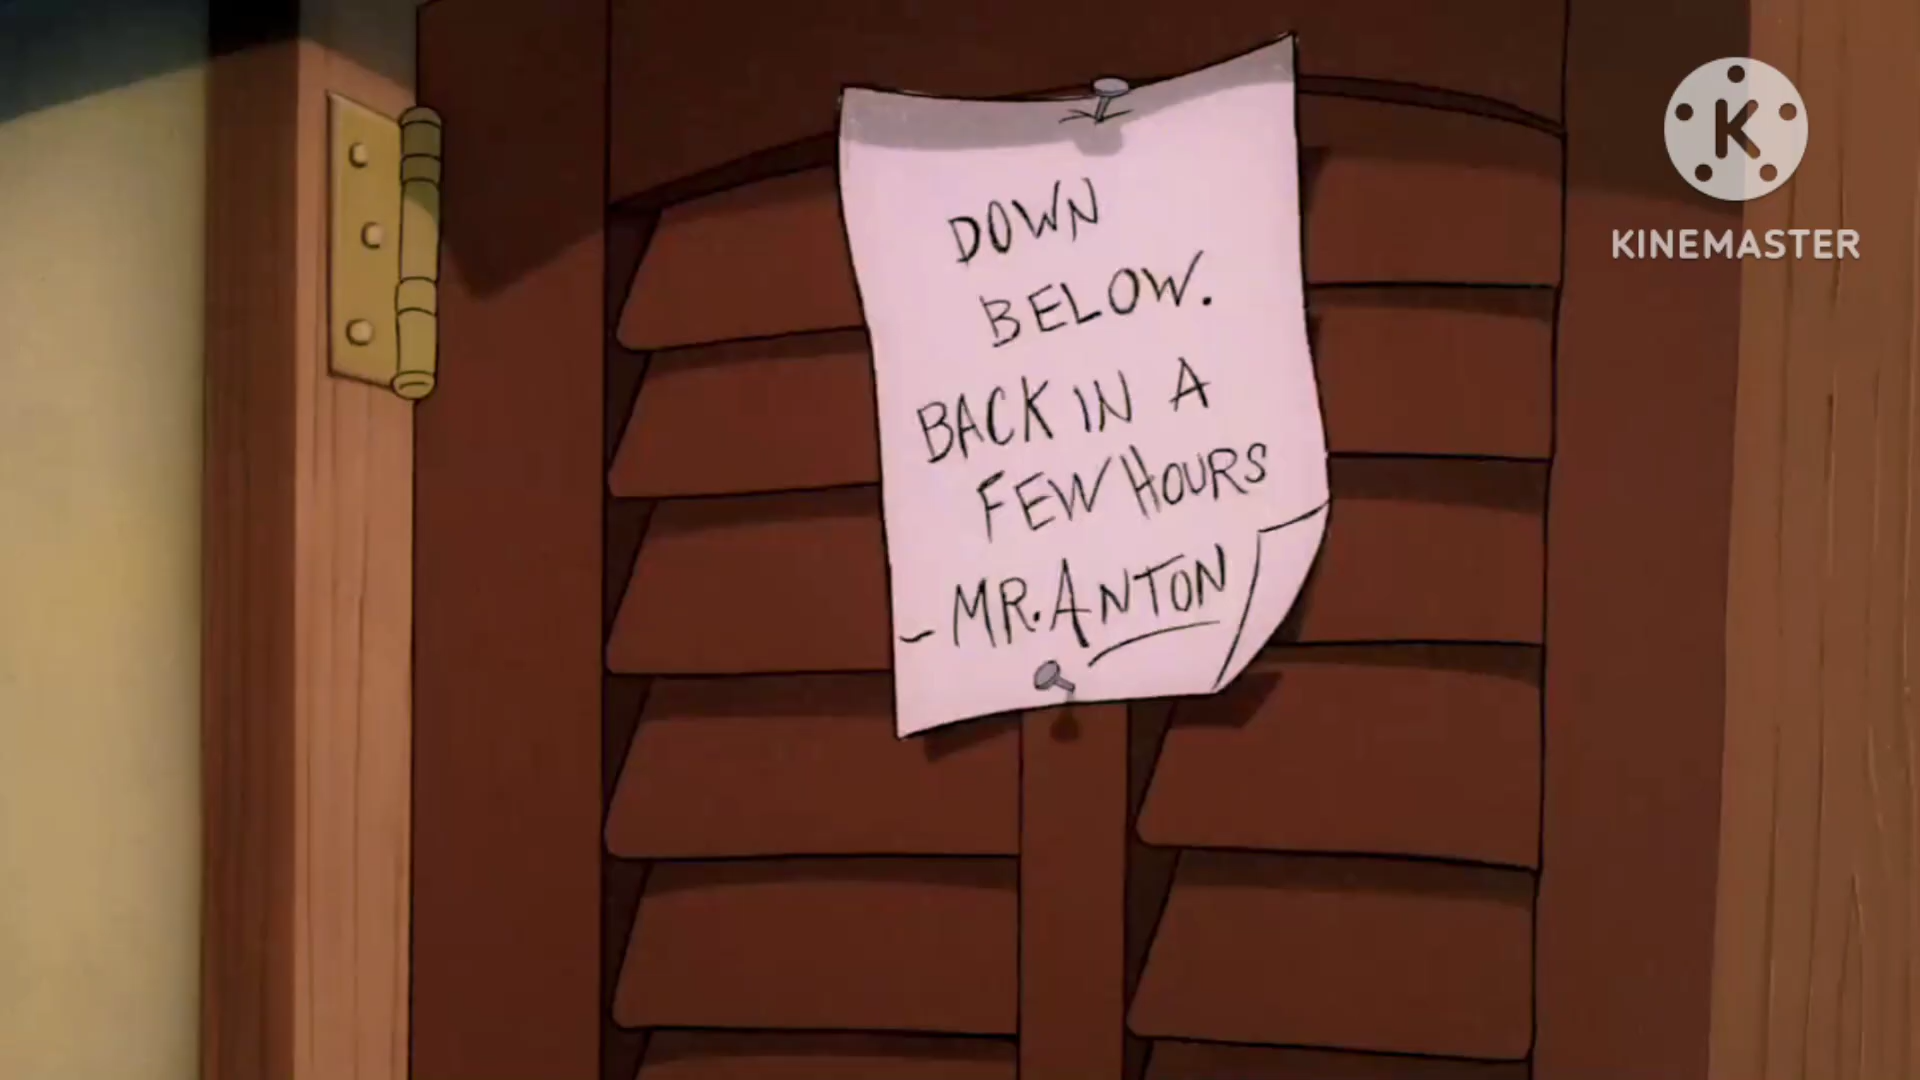 DOWN
BELOW.
BACK IN A
FEW HOURS
- MR. ANTON
K
KINEMASTER